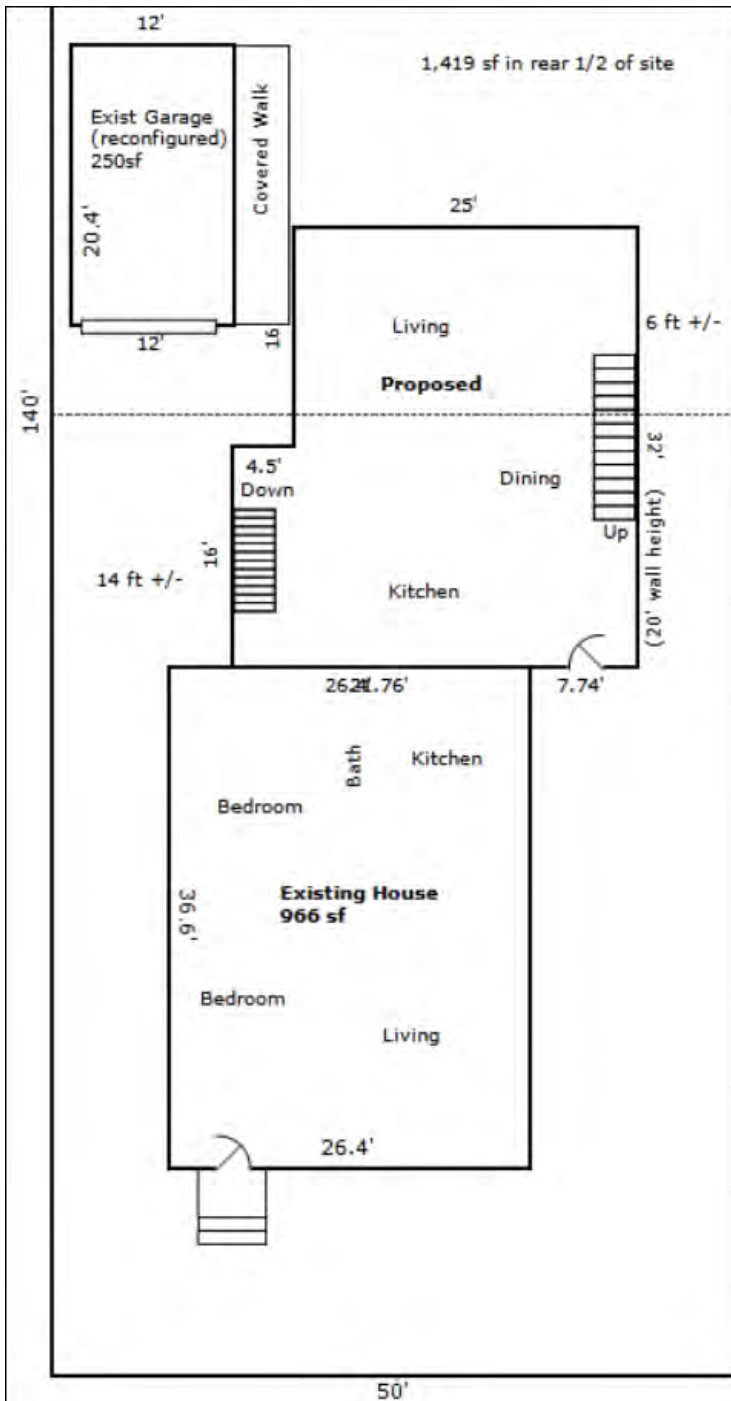 12'
1,419 sf in rear 1/2 of site
Exist Garage
(reconfigured)
250sf
Covered Walk
20.4'
25'
12'
16
Living
6 ft +/-
Proposed
140'
4.5'
Down
Dining
32'
(20' wall height)
Up
16'
14 ft +/-
Kitchen
7.74'
Bath
Kitchen
Bedroom
Existing House
966 sf
36.6'
Bedroom
Living
26.4'
50'